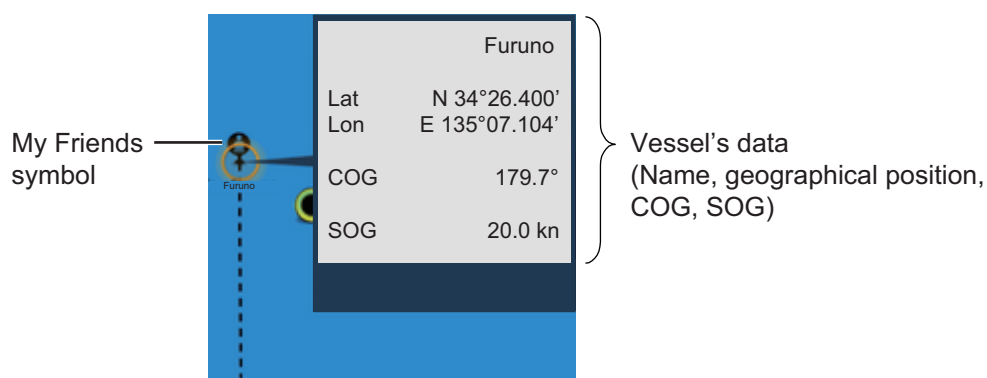 My Friends
symbol
Furuno
Furuno
Lat N 34°26.400’
Lon E 135°07.104’
COG 179.7°
SOG 20.0 kn
Vessel’s data
(Name, geographical position,
COG, SOG)